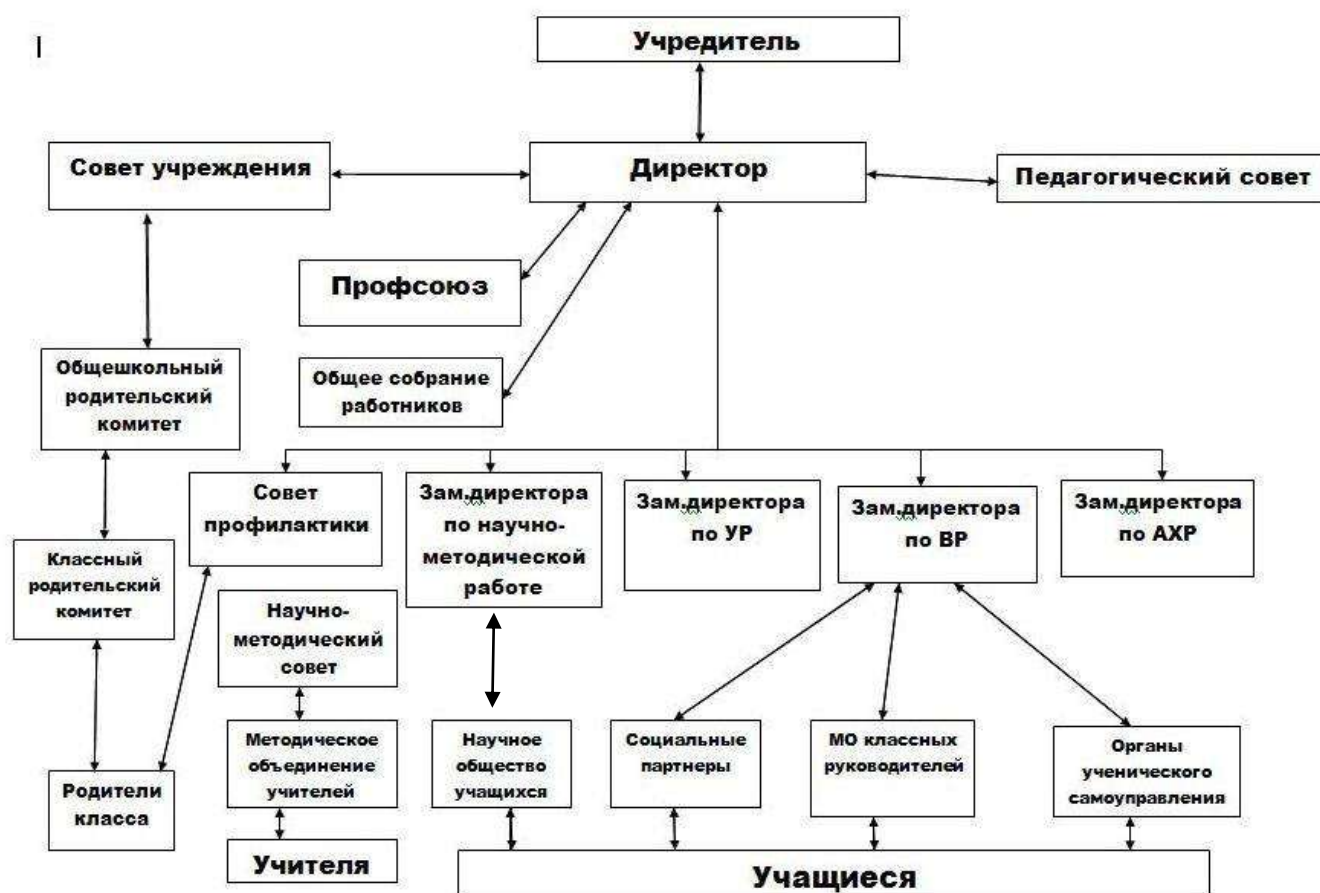 Учредитель
Совет учреждения
Директор
Педагогический совет
Профсоюз
Общешкольный
родительский
комитет
Общее собрание
работников
Совет
профилактики
Зам.директора
по научно-
методической
работе
Зам.директора
по УР
Зам.директора
по ВР
Зам.директора
по АХР
Классный
родительский
комитет
Научно-
методический
совет
Родители
класса
Методическое
объединение
учителей
Научное
общество
учащихся
Социальные
партнеры
МО классных
руководителей
Органы
ученического
самоуправления
Учителя
Учащиеся